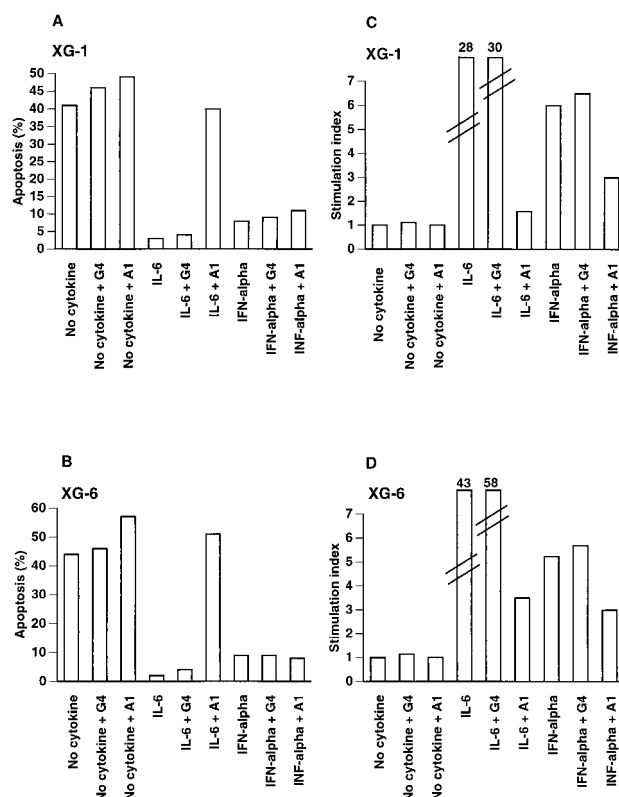 A
XG-1
Apoptosis (%)
50
45
40
35
30
25
20
15
10
5
0
No cytokine
No cytokine + G4
No cytokine + A1
IL-6
IL-6 + G4
IL-6 + A1
IFN-alpha
IFN-alpha + G4
INF-alpha + A1
C
XG-1
28
30
Stimulation index
7
6
5
4
3
2
1
0
No cytokine
No cytokine + G4
No cytokine + A1
IL-6
IL-6 + G4
IL-6 + A1
IFN-alpha
IFN-alpha + G4
INF-alpha + A1
B
XG-6
Apoptosis (%)
60
50
40
30
20
10
0
No cytokine
No cytokine + G4
No cytokine + A1
IL-6
IL-6 + G4
IL-6 + A1
IFN-alpha
IFN-alpha + G4
INF-alpha + A1
D
XG-6
43
58
Stimulation index
7
6
5
4
3
2
1
0
No cytokine
No cytokine + G4
No cytokine + A1
IL-6
IL-6 + G4
IL-6 + A1
IFN-alpha
IFN-alpha + G4
INF-alpha + A1